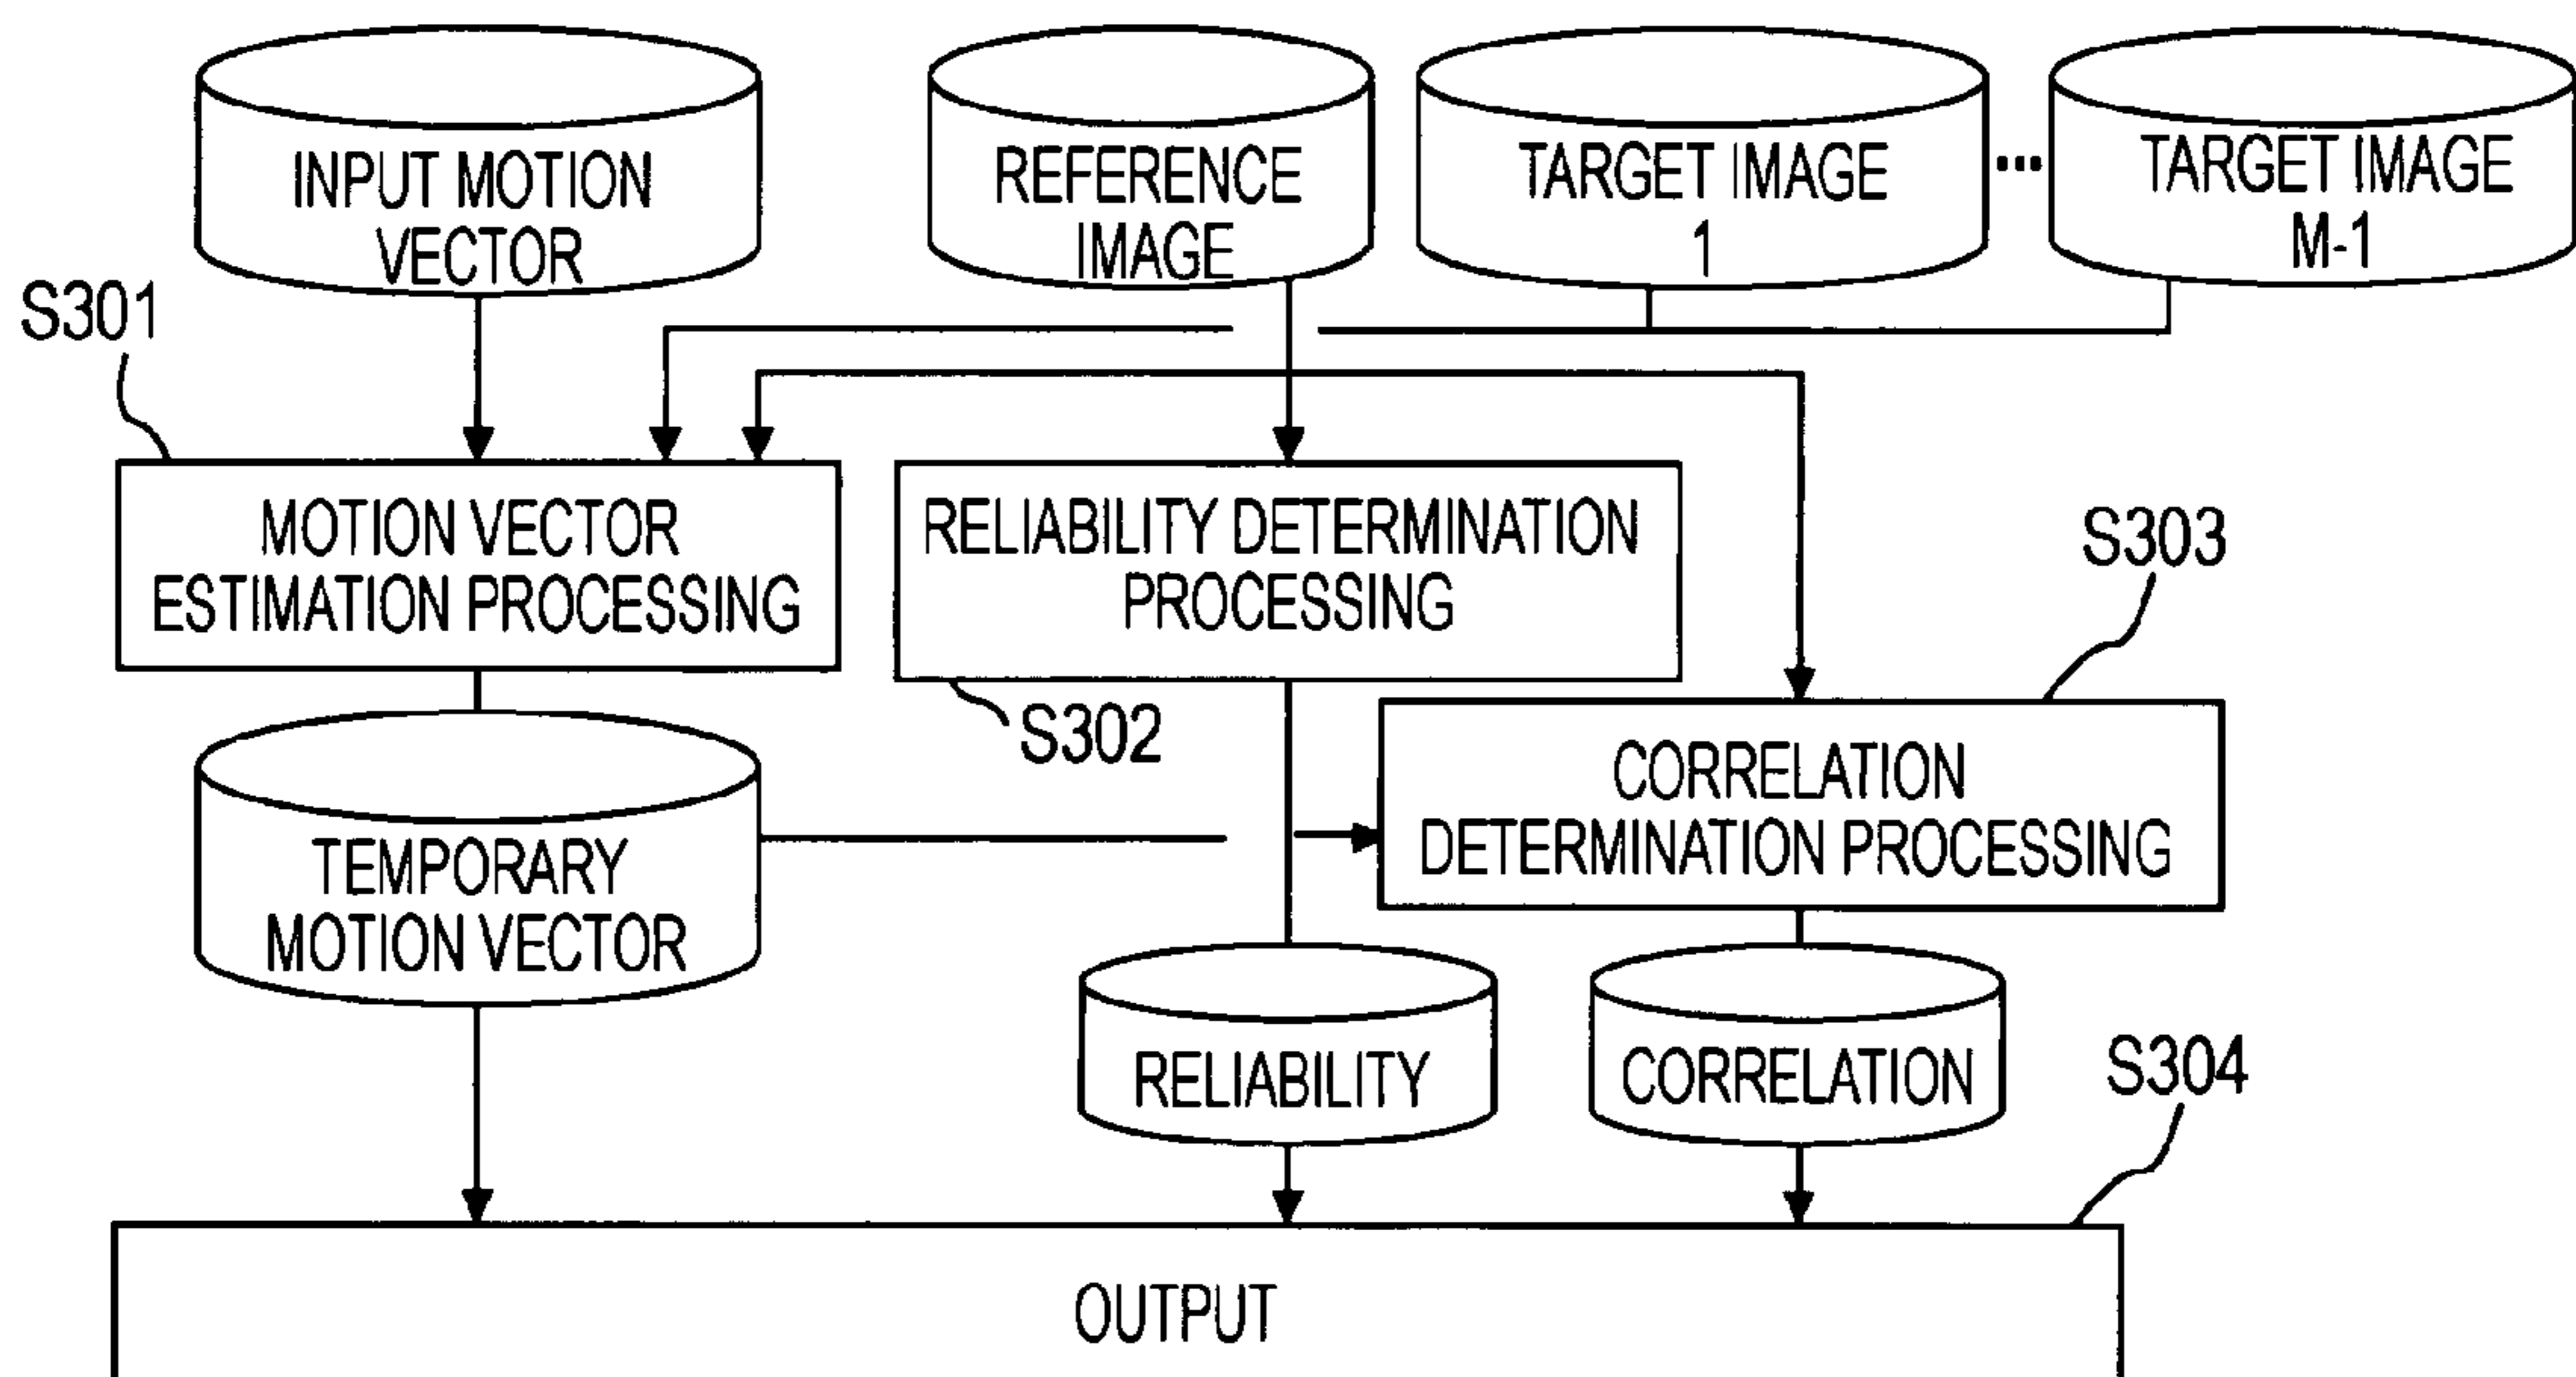 INPUT MOTION
VECTOR
REFERENCE
IMAGE
TARGET IMAGE
1
...
TARGET IMAGE
M-1
S301
MOTION VECTOR
ESTIMATION PROCESSING
RELIABILITY DETERMINATION
PROCESSING
S303
S302
CORRELATION
DETERMINATION PROCESSING
TEMPORARY
MOTION VECTOR
RELIABILITY
CORRELATION
S304
OUTPUT